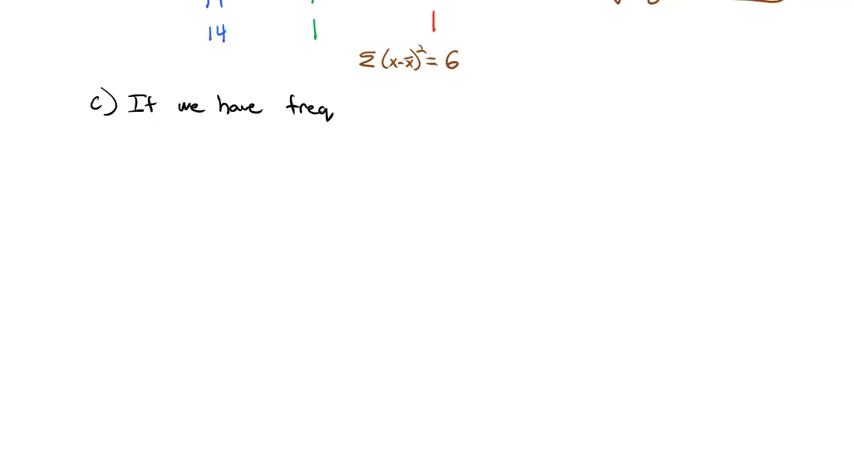 14 1 1
Σ(x-x̄)²=6
c) If we have freq